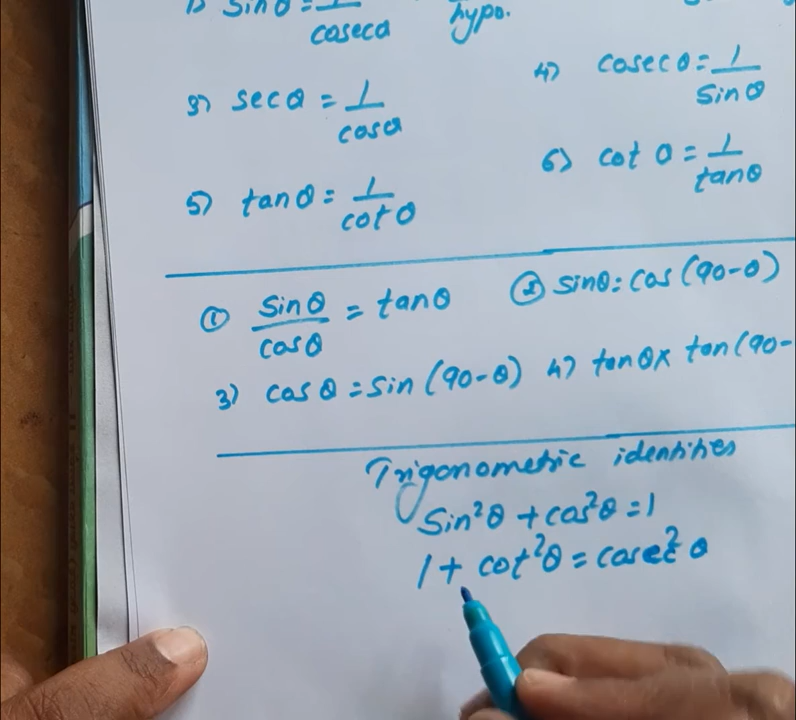 1) sinθ = 1/cosecθ hypo.
3) secθ = 1/cosθ
4) cosecθ = 1/sinθ
5) tanθ = 1/cotθ
6) cot θ = 1/tanθ
① sinθ/cosθ = tanθ ② sinθ = cos (90-θ)
3) cosθ = sin (90-θ) 4) tanθ x tan (90-
Trigonometric identities
sin²θ + cos²θ = 1
1 + cot²θ = cosec²θ